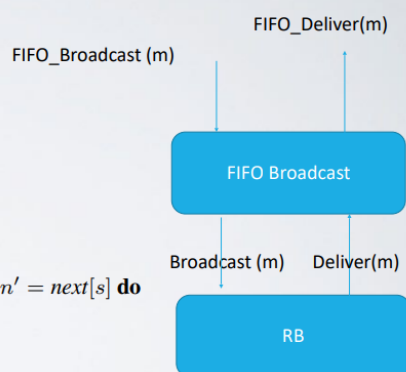 FIFO_Deliver(m)
FIFO_Broadcast (m)
FIFO Broadcast
Broadcast (m) Deliver(m)
n′ = next[s] do
RB